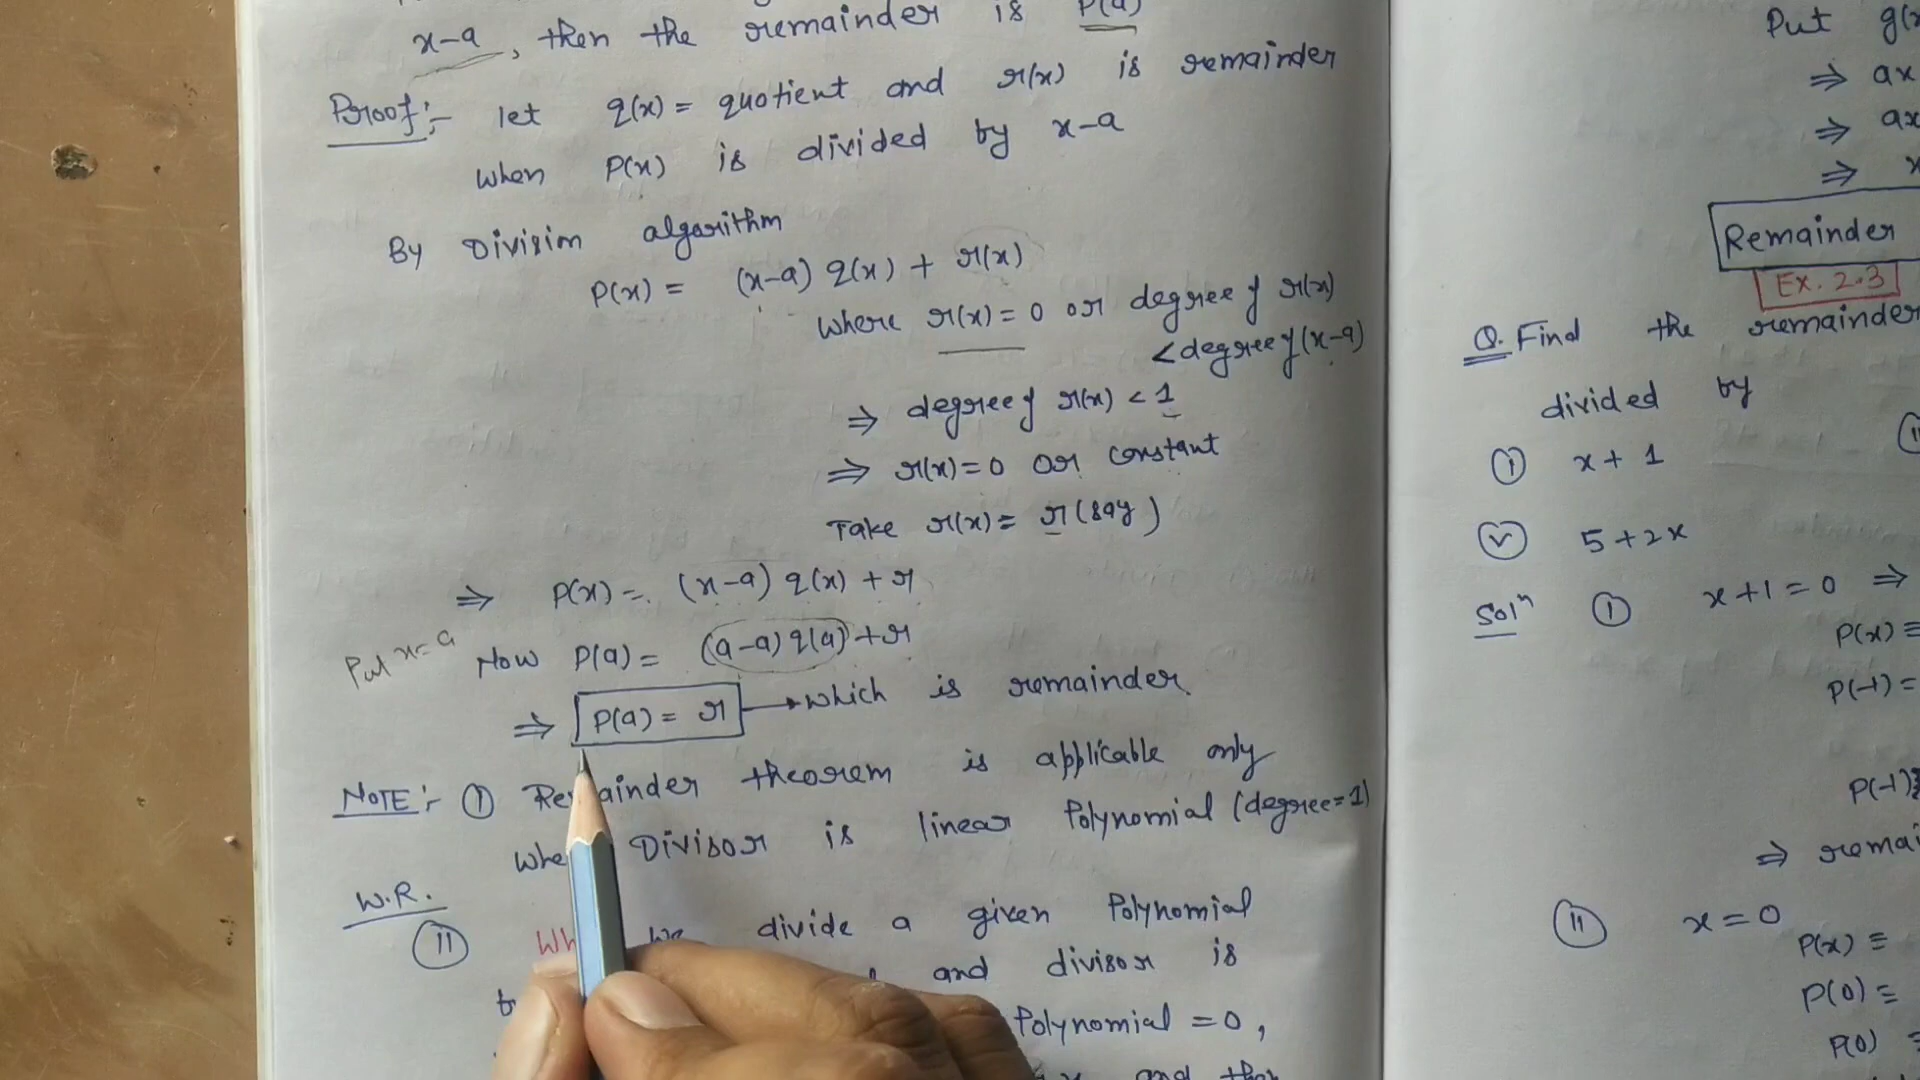 x-a, then the remainder is P(a)
Proof:- let q(x) = quotient and r(x) is remainder
when P(x) is divided by x-a
By Division algorithm
P(x) = (x-a) q(x) + r(x)
where r(x) = 0 or degree of r(x)
< degree of (x-a)
⇒ degree of r(x) < 1
⇒ r(x) = 0 or constant
Take r(x) = r (say)
⇒ P(x) = (x-a) q(x) + r
Put x = a Now P(a) = (a-a) q(a) + r
⇒ P(a) = r → which is remainder.
NOTE:- (i) Remainder theorem is applicable only
Divisor is linear Polynomial (degree=1)
W.R.
(ii) we divide a given Polynomial
and divisor is
Polynomial = 0,
and then
Put g(x
⇒ ax
⇒ ax
⇒ x
Remainder
Ex. 2.3
Q. Find the remainder
divided by
(i) x + 1
(v) 5 + 2x
Solⁿ (i) x + 1 = 0 ⇒
P(x) =
P(-1) =
P(-1)
⇒ remai
(ii) x = 0
P(x) =
P(0) =
P(0) =